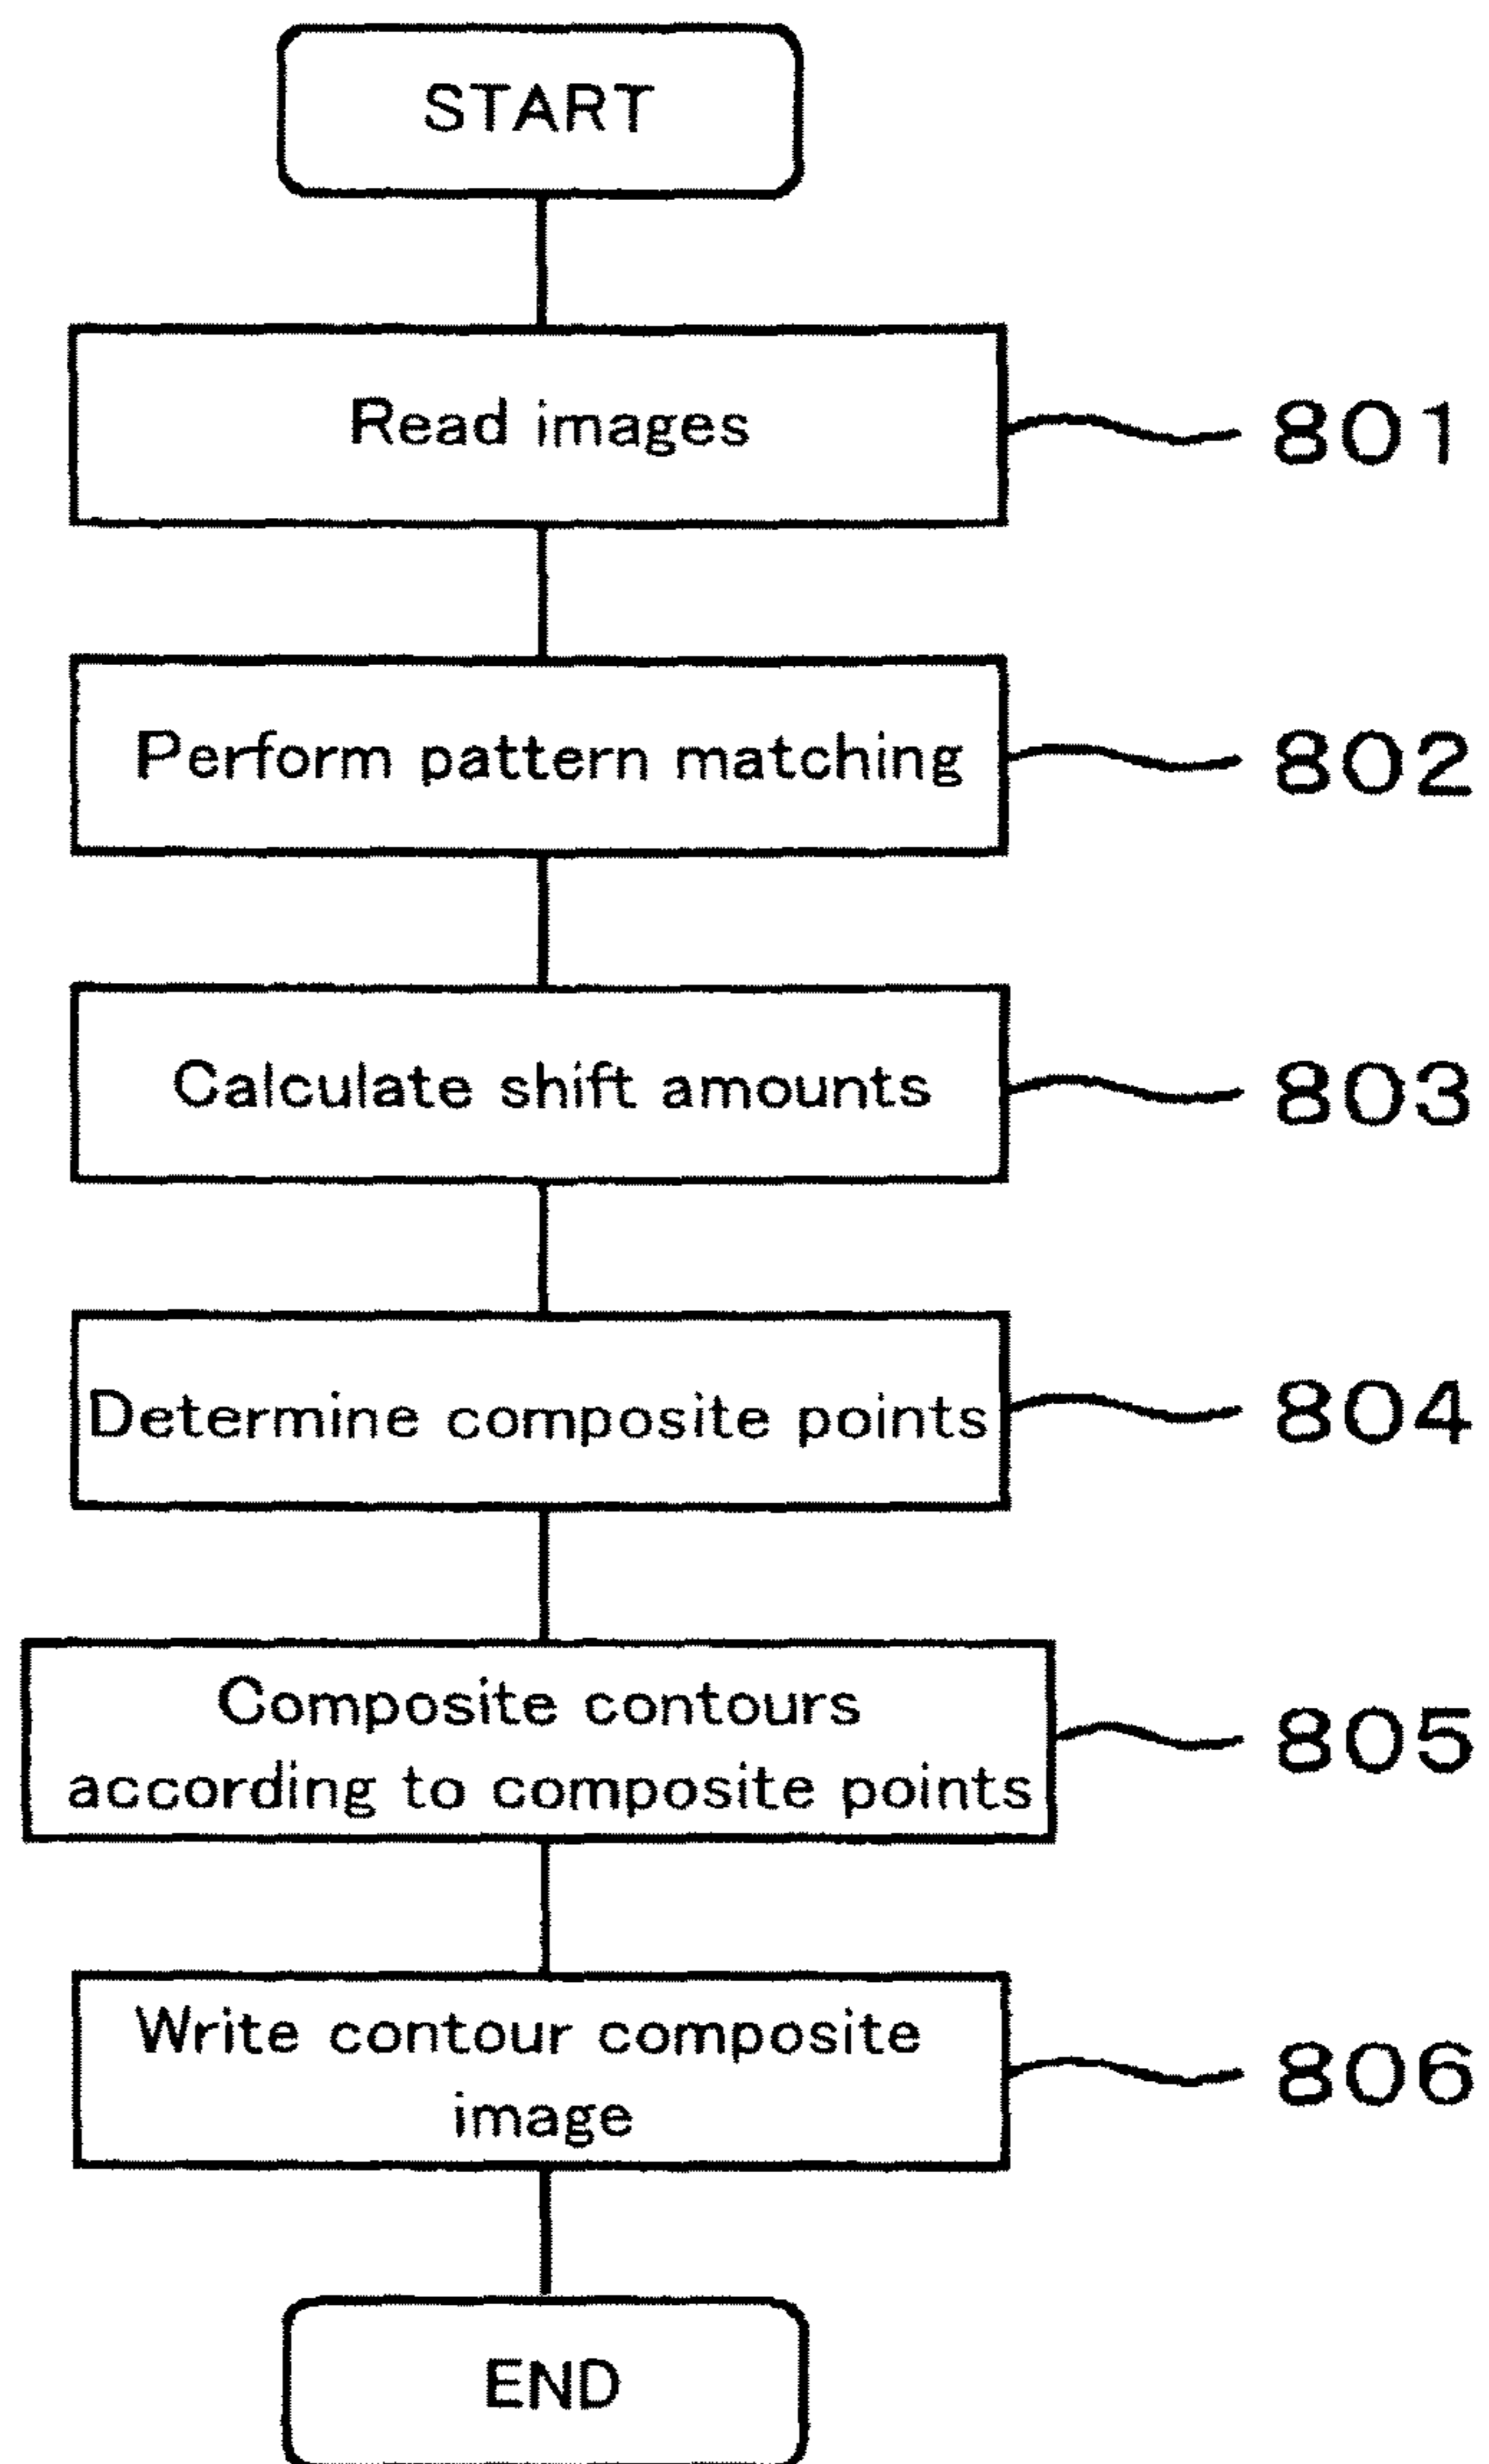 START
Read images
801
Perform pattern matching
802
Calculate shift amounts
803
Determine composite points
804
Composite contours
according to composite points
805
Write contour composite
image
806
END